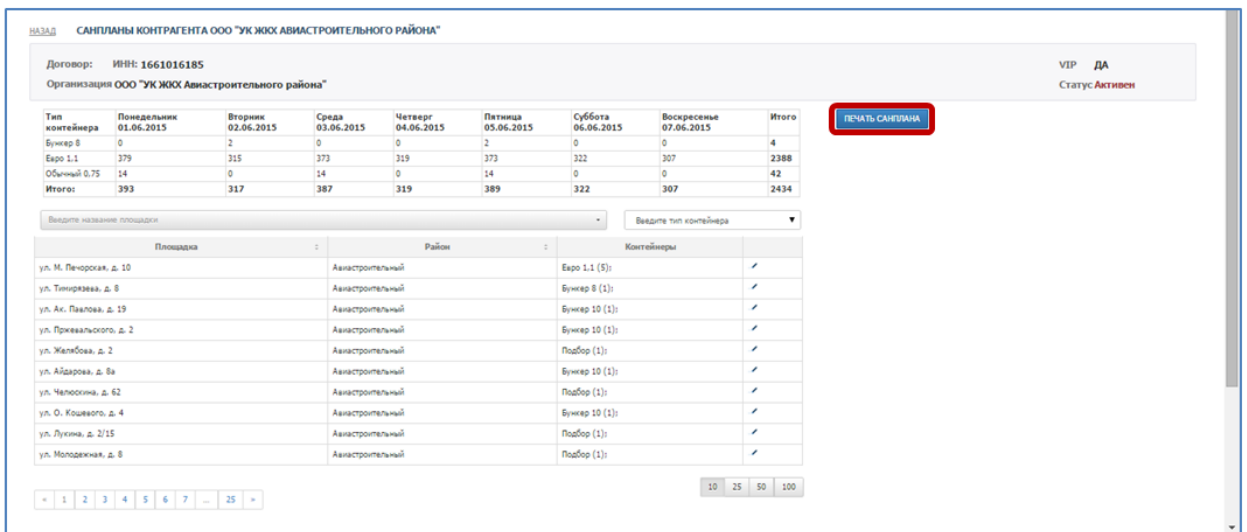 НАЗАД САНПЛАНЫ КОНТРАГЕНТА ООО "УК ЖКХ АВИАСТРОИТЕЛЬНОГО РАЙОНА"
Договор: ИНН: 1661016185 VIP ДА
Организация ООО "УК ЖКХ Авиастроительного района" Статус Активен
Тип контейнера Понедельник 01.06.2015 Вторник 02.06.2015 Среда 03.06.2015 Четверг 04.06.2015 Пятница 05.06.2015 Суббота 06.06.2015 Воскресенье 07.06.2015 Итого ПЕЧАТЬ САНПЛАНА
Бункер 8 0 2 0 0 2 0 0 4
Евро 1,1 379 315 373 319 373 322 307 2388
Обычный 0,75 14 0 14 0 14 0 0 42
Итого: 393 317 387 319 389 322 307 2434
Введите название площадки Введите тип контейнера
Площадка Район Контейнеры
ул. М. Печорская, д. 10 Авиастроительный Евро 1,1 (5):
ул. Тимирязева, д. 8 Авиастроительный Бункер 8 (1):
ул. Ак. Павлова, д. 19 Авиастроительный Бункер 10 (1):
ул. Пржевальского, д. 2 Авиастроительный Бункер 10 (1):
ул. Желябова, д. 2 Авиастроительный Подбор (1):
ул. Айдарова, д. 8а Авиастроительный Бункер 10 (1):
ул. Челюскина, д. 62 Авиастроительный Подбор (1):
ул. О. Кошевого, д. 4 Авиастроительный Бункер 10 (1):
ул. Лукина, д. 2/15 Авиастроительный Подбор (1):
ул. Молодежная, д. 8 Авиастроительный Подбор (1):
« 1 2 3 4 5 6 7 ... 25 » 10 25 50 100